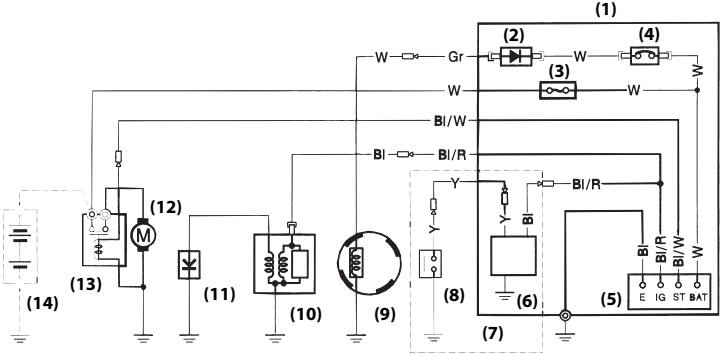 (1)
(2)
(4)
W
Gr
W
W
(3)
W
W
Bl/W
Bl
Bl/R
Y
Bl/R
(12)
M
Y
Y
Bl
Bl
Bl/R
Bl/W
W
(14)
(13)
(11)
(10)
(9)
(8)
(6)
(7)
(5)
E IG ST BAT